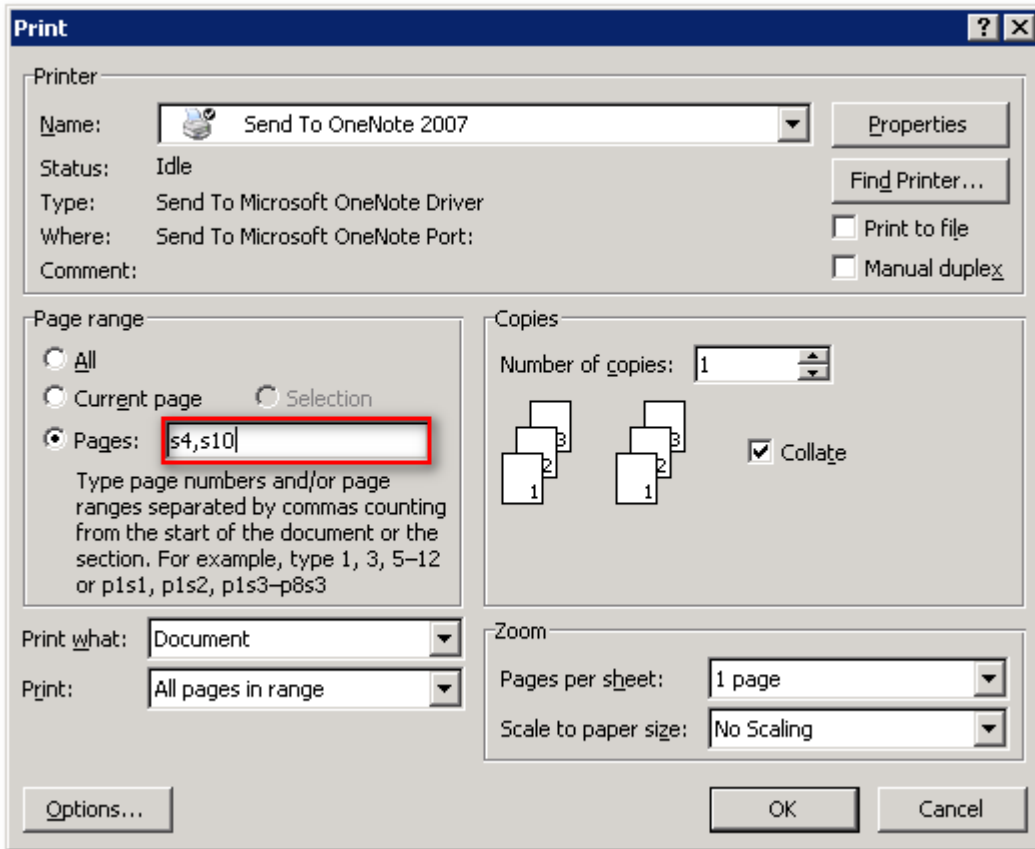 Print
Printer
Name: Send To OneNote 2007 Properties
Status: Idle Find Printer...
Type: Send To Microsoft OneNote Driver
Where: Send To Microsoft OneNote Port: Print to file
Comment: Manual duplex
Page range
All
Current page Selection
Pages: s4,s10
Type page numbers and/or page
ranges separated by commas counting
from the start of the document or the
section. For example, type 1, 3, 5–12
or p1s1, p1s2, p1s3–p8s3
Copies
Number of copies: 1
3 3
2 2
1 1
Collate
Print what: Document
Print: All pages in range
Zoom
Pages per sheet: 1 page
Scale to paper size: No Scaling
Options... OK Cancel